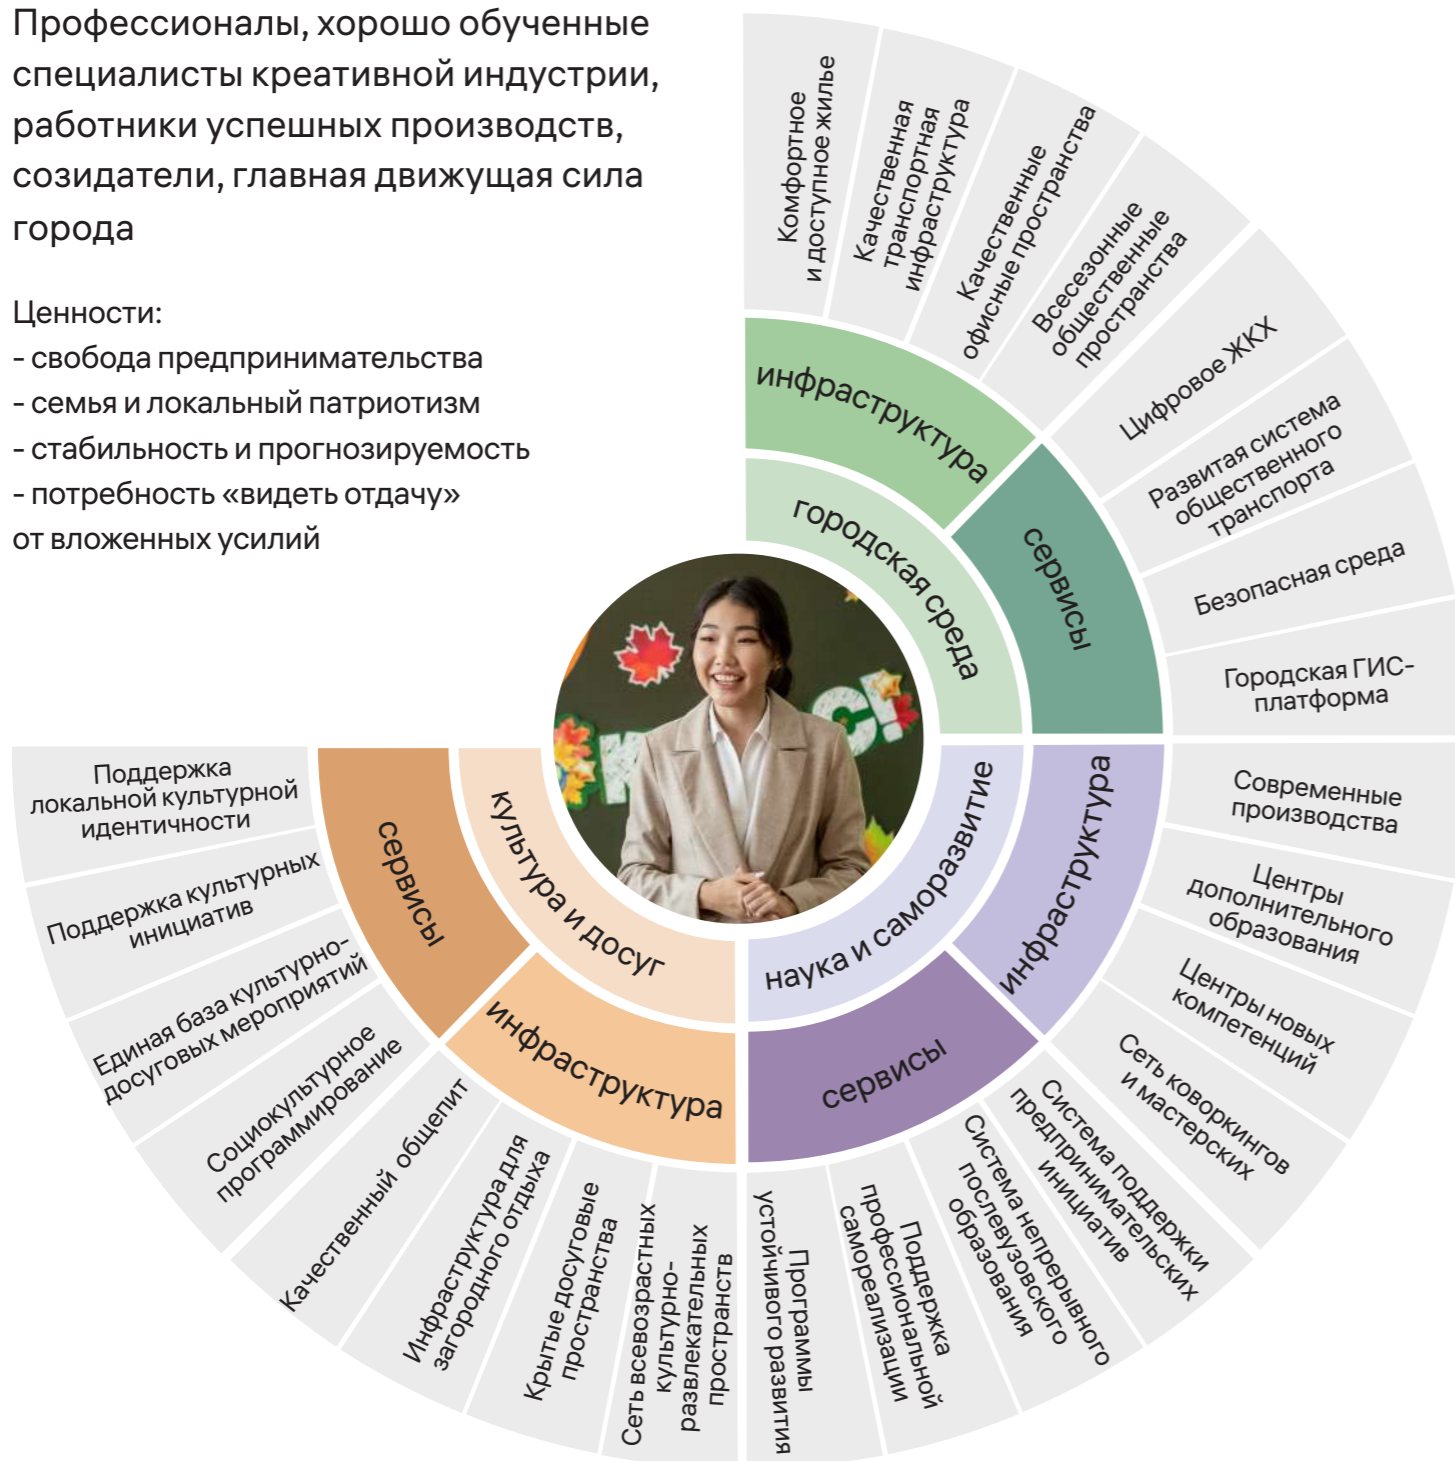 Профессионалы, хорошо обученные
специалисты креативной индустрии,
работники успешных производств,
созидатели, главная движущая сила
города
Ценности:
- свобода предпринимательства
- семья и локальный патриотизм
- стабильность и прогнозируемость
- потребность «видеть отдачу»
от вложенных усилий
городская среда
инфраструктура
Комфортное
и доступное жилье
Качественная
транспортная
инфраструктура
Качественные
офисные пространства
Всесезонные
общественные
пространства
сервисы
Цифровое ЖКХ
Развитая система
общественного
транспорта
Безопасная среда
Городская ГИС-
платформа
наука и саморазвитие
инфраструктура
Современные
производства
Центры
дополнительного
образования
Центры новых
компетенций
Сеть коворкингов
и мастерских
сервисы
Система поддержки
предпринимательских
инициатив
Система непрерывного
послевузовского
образования
Поддержка
профессиональной
самореализации
Программы
устойчивого развития
культура и досуг
инфраструктура
Сеть всевозрастных
культурно-
развлекательных
пространств
Крытые досуговые
пространства
Инфраструктура для
загородного отдыха
Качественный общепит
сервисы
Социокультурное
программирование
Единая база культурно-
досуговых мероприятий
Поддержка культурных
инициатив
Поддержка
локальной культурной
идентичности